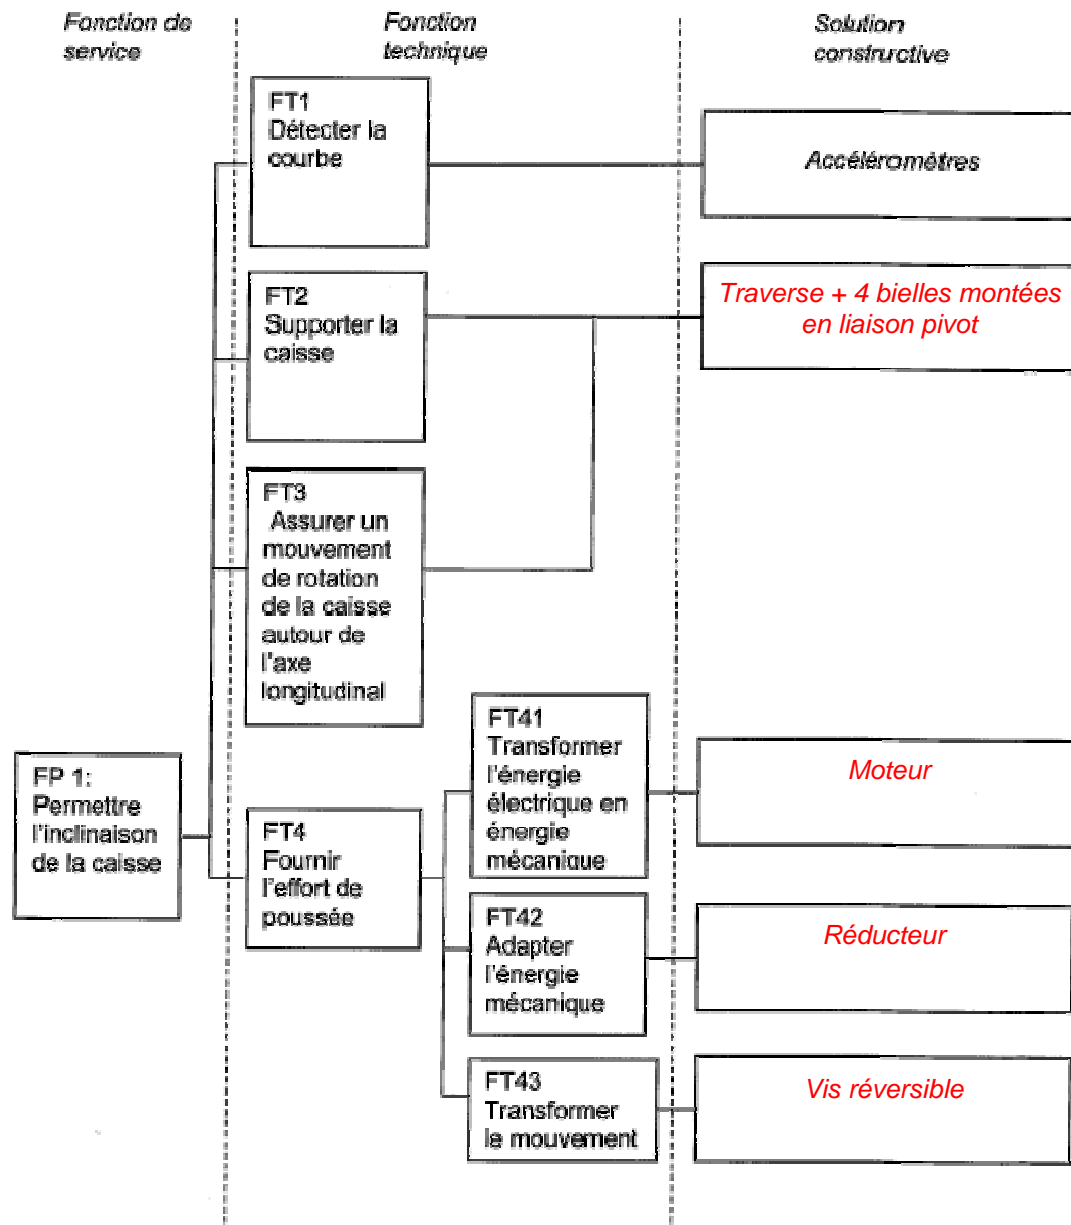 Fonction de
service
Fonction
technique
Solution
constructive
FT1
Détecter la
courbe
Accéléromètres
FT2
Supporter la
caisse
Traverse + 4 bielles montées
en liaison pivot
FT3
Assurer un
mouvement
de rotation
de la caisse
autour de
l'axe
longitudinal
FP 1:
Permettre
l'inclinaison
de la caisse
FT4
Fournir
l'effort de
poussée
FT41
Transformer
l'énergie
électrique en
énergie
mécanique
Moteur
FT42
Adapter
l'énergie
mécanique
Réducteur
FT43
Transformer
le mouvement
Vis réversible